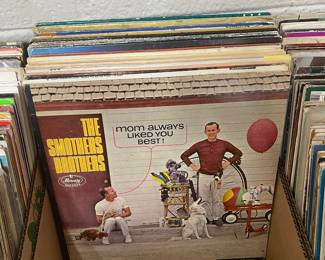 THE
SMOTHERS
BROTHERS
Mercury
mom always
LIKED YOU
BEST!